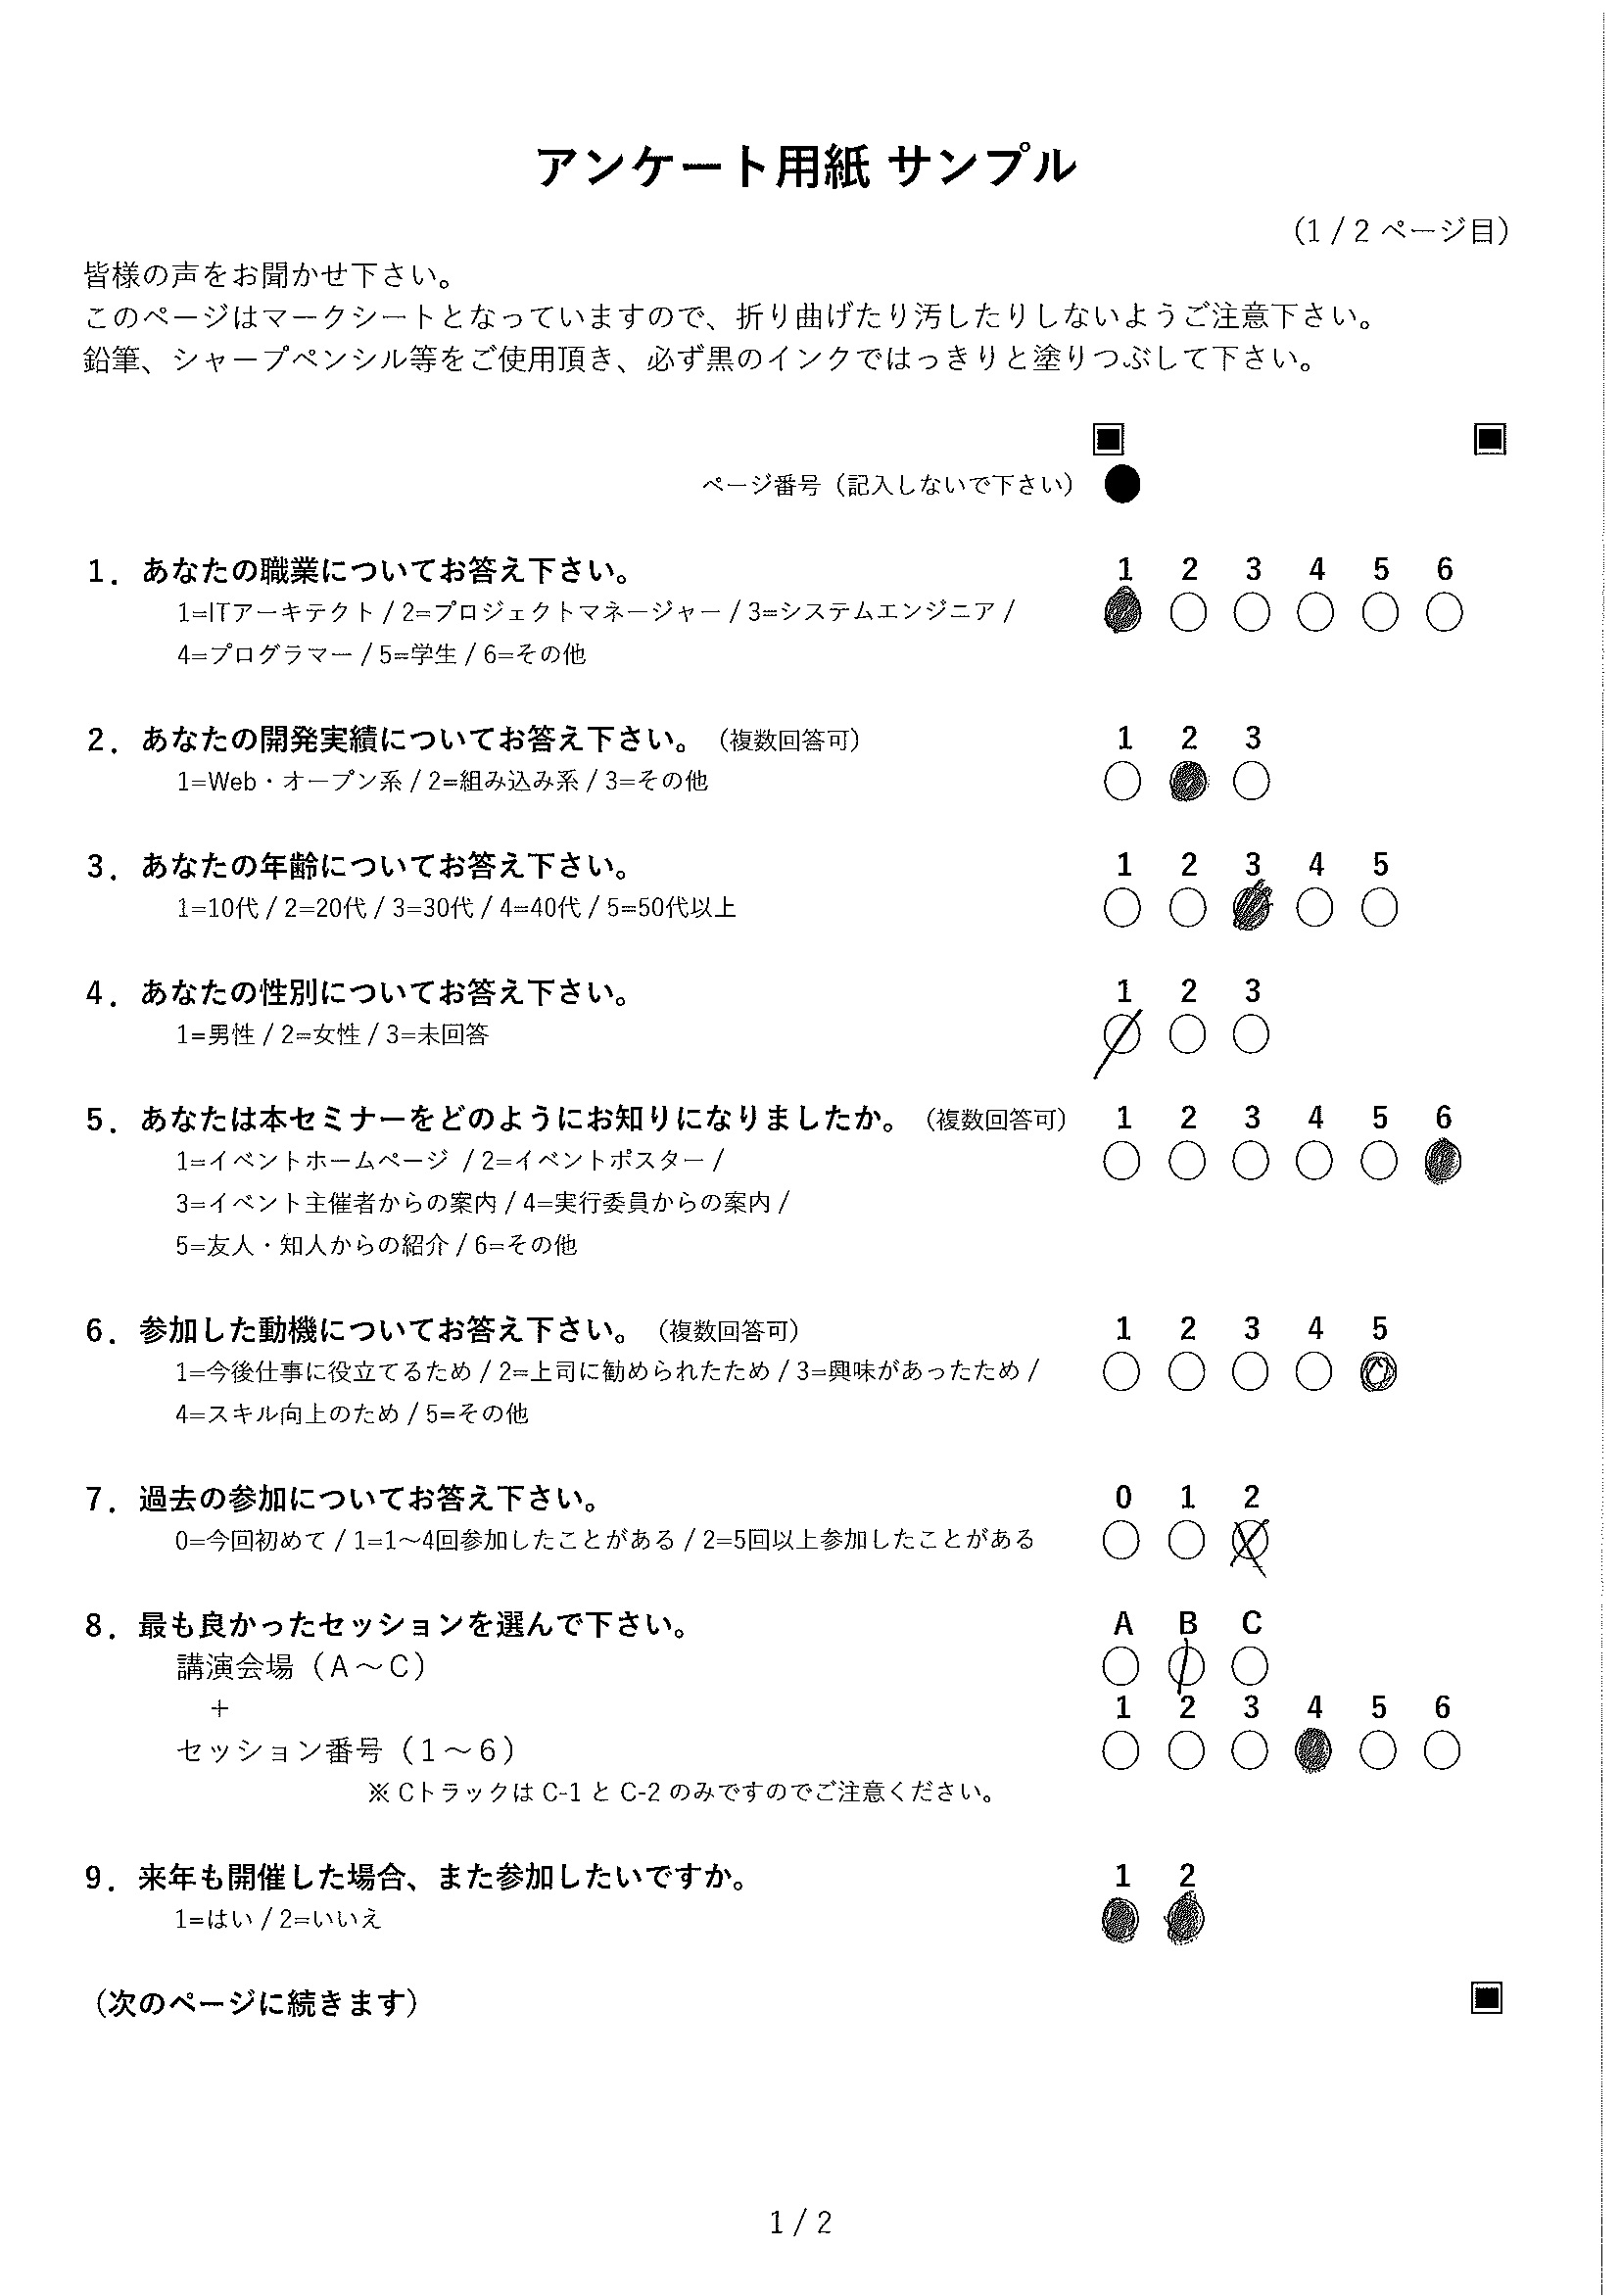 アンケート用紙 サンプル
（1 / 2 ページ目）
皆様の声をお聞かせ下さい。
このページはマークシートとなっていますので、折り曲げたり汚したりしないようご注意下さい。
鉛筆、シャープペンシル等をご使用頂き、必ず黒のインクではっきりと塗りつぶして下さい。
ページ番号（記入しないで下さい）
1．あなたの職業についてお答え下さい。 1 2 3 4 5 6
1=ITアーキテクト / 2=プロジェクトマネージャー / 3=システムエンジニア /
4=プログラマー / 5=学生 / 6=その他
2．あなたの開発実績についてお答え下さい。（複数回答可） 1 2 3
1=Web・オープン系 / 2=組み込み系 / 3=その他
3．あなたの年齢についてお答え下さい。 1 2 3 4 5
1=10代 / 2=20代 / 3=30代 / 4=40代 / 5=50代以上
4．あなたの性別についてお答え下さい。 1 2 3
1=男性 / 2=女性 / 3=未回答
5．あなたは本セミナーをどのようにお知りになりましたか。（複数回答可） 1 2 3 4 5 6
1=イベントホームページ / 2=イベントポスター /
3=イベント主催者からの案内 / 4=実行委員からの案内 /
5=友人・知人からの紹介 / 6=その他
6．参加した動機についてお答え下さい。（複数回答可） 1 2 3 4 5
1=今後仕事に役立てるため / 2=上司に勧められたため / 3=興味があったため /
4=スキル向上のため / 5=その他
7．過去の参加についてお答え下さい。 0 1 2
0=今回初めて / 1=1～4回参加したことがある / 2=5回以上参加したことがある
8．最も良かったセッションを選んで下さい。 A B C
講演会場（A～C）
＋ 1 2 3 4 5 6
セッション番号（1～6）
※ Cトラックは C-1 と C-2 のみですのでご注意ください。
9．来年も開催した場合、また参加したいですか。 1 2
1=はい / 2=いいえ
（次のページに続きます）
1 / 2